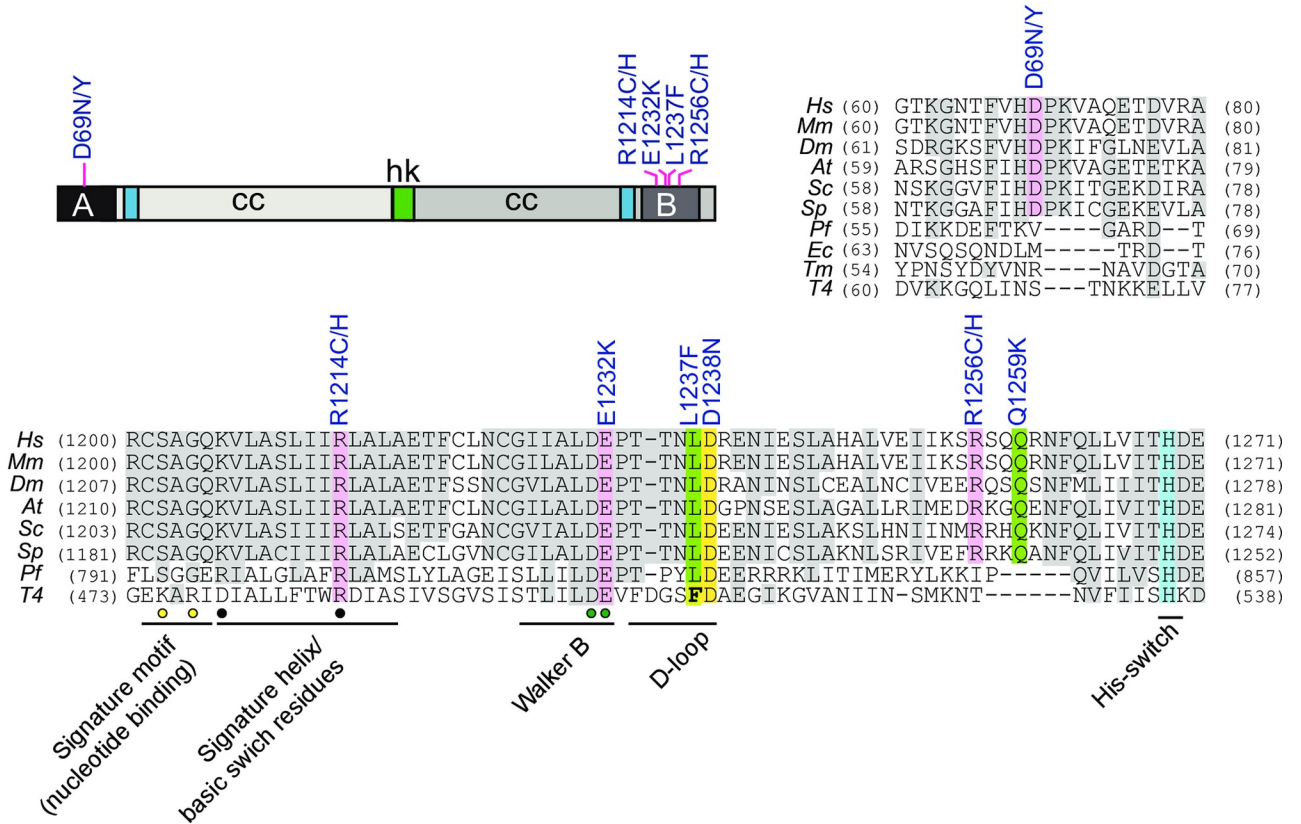 D69N/Y
R1214C/H
E1232K
L1237F
R1256C/H
A
cc
hk
cc
B
D69N/Y
Hs (60) GTKGNTFVHDPKVAQETDVRA (80)
Mm (60) GTKGNTFVHDPKVAQETDVRA (80)
Dm (61) SDRGKSFVHDPKIFGLNEVLA (81)
At (59) ARSGHSFIHDPKVAGETETKA (79)
Sc (58) NSKGGVFIHDPKITGEKDIRA (78)
Sp (58) NTKGGAFIHDPKICGEKEVLA (78)
Pf (55) DIKKDEFTKV----GARD--T (69)
Ec (63) NVSQSQNDLM----TRD--T (76)
Tm (54) YPNSYDYVNR----NAVDGTA (70)
T4 (60) DVKKGQLINS----TNKKELLV (77)
R1214C/H
E1232K
L1237F
D1238N
R1256C/H
Q1259K
Hs (1200) RCSAGQKVLASLIIRLALAETFCLNCGIIALDEPT-TNLDRENIESLAHALVEIIKSRSQQRNFQLLVITHDE (1271)
Mm (1200) RCSAGQKVLASLIIRLALAETFCLNCGIIALDEPT-TNLDRENIESLAHALVEIIKSRSQQRNFQLLVITHDE (1271)
Dm (1207) RCSAGQKVLASLIIRLALAETFSSNCGVLALDEPT-TNLDRANINSLCEALNCIVEERQSQSNFMLIIITHDE (1278)
At (1210) RCSAGQKVLASLIIRLALAETFCLNCGILALDEPT-TNLDGPNSESLAGALLRIMEDRKGQENFQLIVITHDE (1281)
Sc (1203) RCSAGQKVLASLIIRLALSETFGANCGVIALDEPT-TNLDEENIESLAKSLHNIINMRRHQKNFQLIVITHDE (1274)
Sp (1181) RCSAGQKVLACIIIRLALAECLGVNCGILALDEPT-TNLDEENICSLAKNLSRIVEFRRKQANFQLIVITHDE (1252)
Pf (791) FLSGGERIALGLAFRLAMSLYLAGEISLLILDEPT-PYLDEERRRKLITIMERYLKKIP-----QVILVSHDE (857)
T4 (473) GEKARIDIALLFTWRDIASIVSGVSISTLILDEVFDGSFDAEGIKGVANIIN-SMKNT-----NVFIISHKD (538)
Signature motif
(nucleotide binding)
Signature helix/
basic swich residues
Walker B
D-loop
His-switch